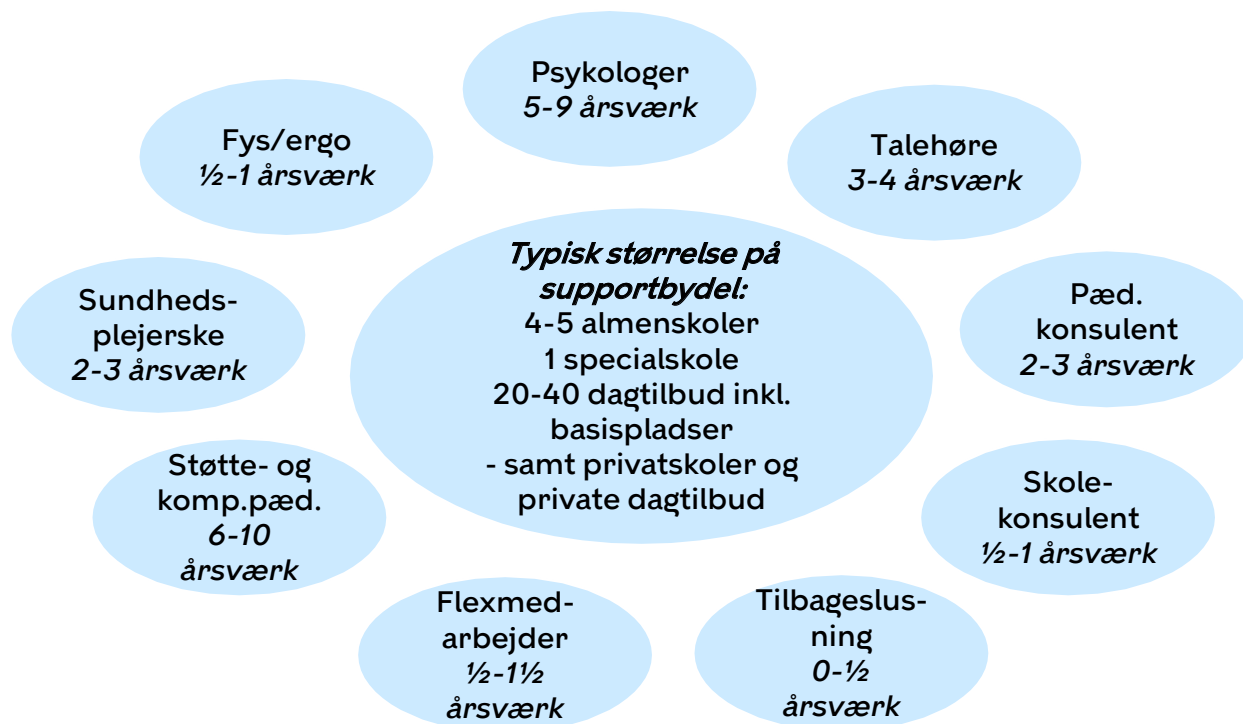 Psykologer
5-9 årsværk
Fys/ergo
½-1 årsværk
Talehøre
3-4 årsværk
Typisk størrelse på
supportbydel:
4-5 almenskoler
1 specialskole
20-40 dagtilbud inkl.
basispladser
- samt privatskoler og
private dagtilbud
Sundheds-
plejerske
2-3 årsværk
Pæd.
konsulent
2-3 årsværk
Støtte- og
komp.pæd.
6-10
årsværk
Skole-
konsulent
½-1 årsværk
Flexmed-
arbejder
½-1½
årsværk
Tilbageslus-
ning
0-½
årsværk